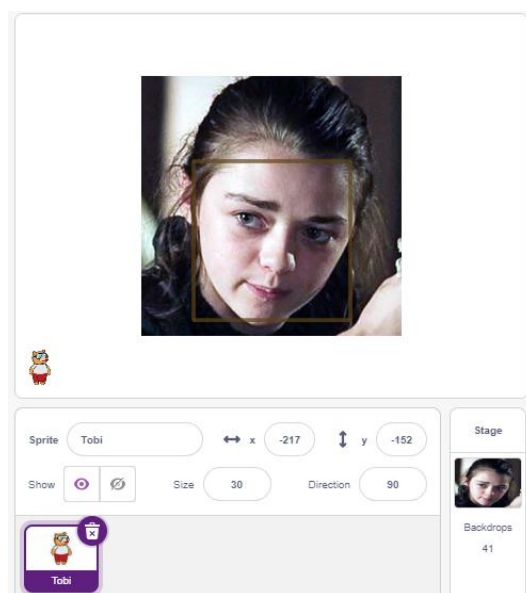 Sprite Tobi x -217 y -152
Show Size 30 Direction 90
Tobi
Stage
Backdrops
41